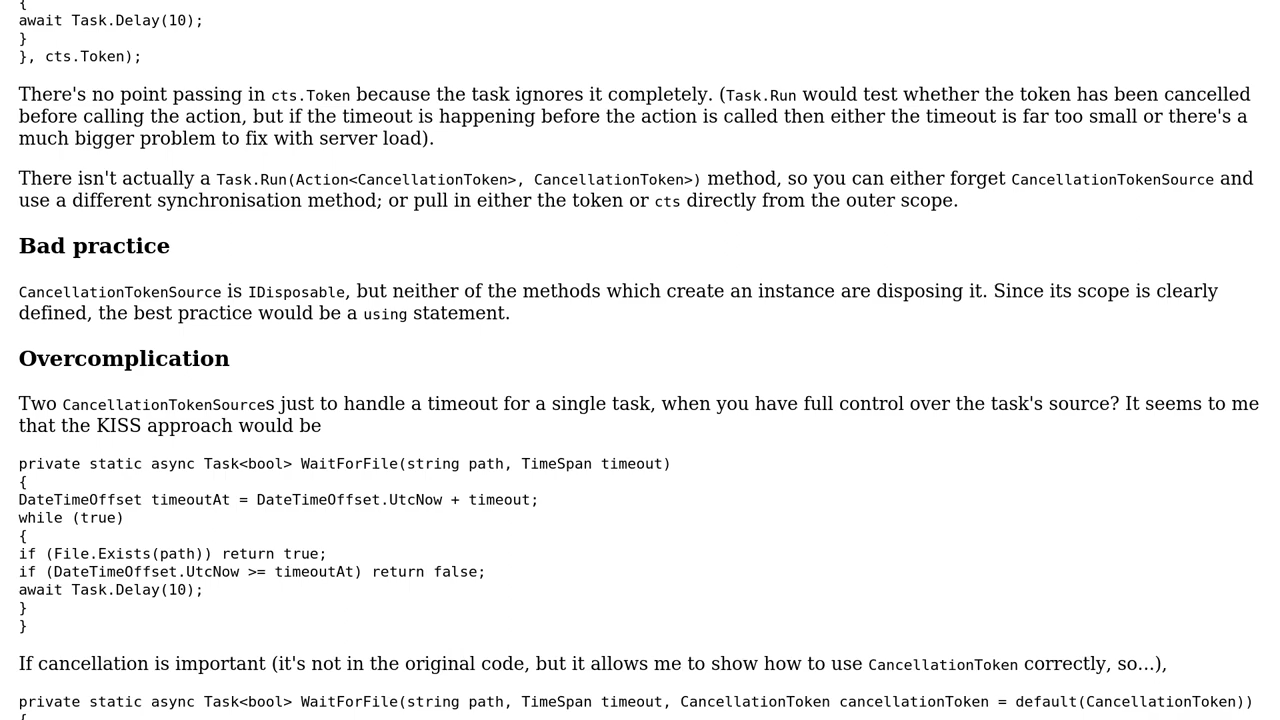 {
await Task.Delay(10);
}
}, cts.Token);
There's no point passing in cts.Token because the task ignores it completely. (Task.Run would test whether the token has been cancelled
before calling the action, but if the timeout is happening before the action is called then either the timeout is far too small or there's a
much bigger problem to fix with server load).
There isn't actually a Task.Run(Action<CancellationToken>, CancellationToken>) method, so you can either forget CancellationTokenSource and
use a different synchronisation method; or pull in either the token or cts directly from the outer scope.
Bad practice
CancellationTokenSource is IDisposable, but neither of the methods which create an instance are disposing it. Since its scope is clearly
defined, the best practice would be a using statement.
Overcomplication
Two CancellationTokenSources just to handle a timeout for a single task, when you have full control over the task's source? It seems to me
that the KISS approach would be
private static async Task<bool> WaitForFile(string path, TimeSpan timeout)
{
DateTimeOffset timeoutAt = DateTimeOffset.UtcNow + timeout;
while (true)
{
if (File.Exists(path)) return true;
if (DateTimeOffset.UtcNow >= timeoutAt) return false;
await Task.Delay(10);
}
}
If cancellation is important (it's not in the original code, but it allows me to show how to use CancellationToken correctly, so...),
private static async Task<bool> WaitForFile(string path, TimeSpan timeout, CancellationToken cancellationToken = default(CancellationToken))
{